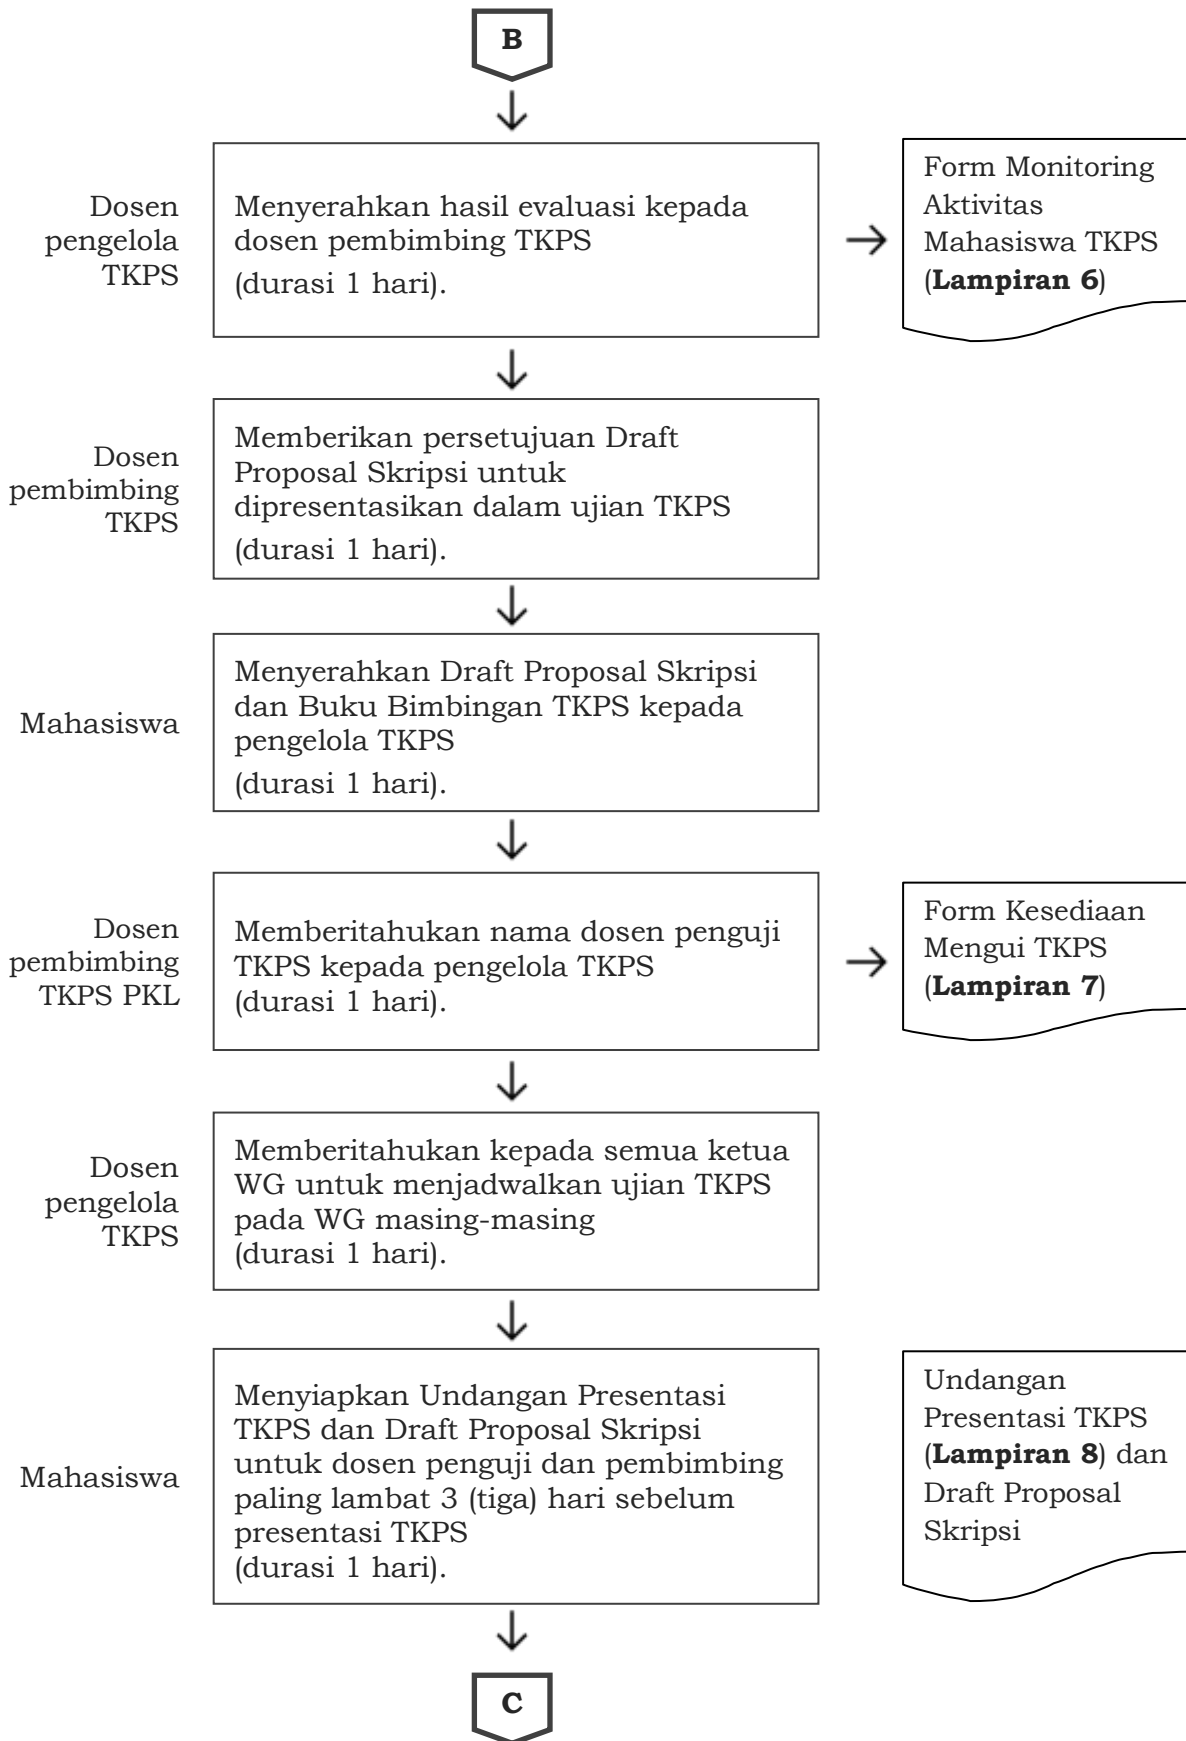 B
Dosen
pengelola
TKPS
Menyerahkan hasil evaluasi kepada
dosen pembimbing TKPS
(durasi 1 hari).
Form Monitoring
Aktivitas
Mahasiswa TKPS
(Lampiran 6)
Dosen
pembimbing
TKPS
Memberikan persetujuan Draft
Proposal Skripsi untuk
dipresentasikan dalam ujian TKPS
(durasi 1 hari).
Mahasiswa
Menyerahkan Draft Proposal Skripsi
dan Buku Bimbingan TKPS kepada
pengelola TKPS
(durasi 1 hari).
Dosen
pembimbing
TKPS PKL
Memberitahukan nama dosen penguji
TKPS kepada pengelola TKPS
(durasi 1 hari).
Form Kesediaan
Mengui TKPS
(Lampiran 7)
Dosen
pengelola
TKPS
Memberitahukan kepada semua ketua
WG untuk menjadwalkan ujian TKPS
pada WG masing-masing
(durasi 1 hari).
Mahasiswa
Menyiapkan Undangan Presentasi
TKPS dan Draft Proposal Skripsi
untuk dosen penguji dan pembimbing
paling lambat 3 (tiga) hari sebelum
presentasi TKPS
(durasi 1 hari).
Undangan
Presentasi TKPS
(Lampiran 8) dan
Draft Proposal
Skripsi
C